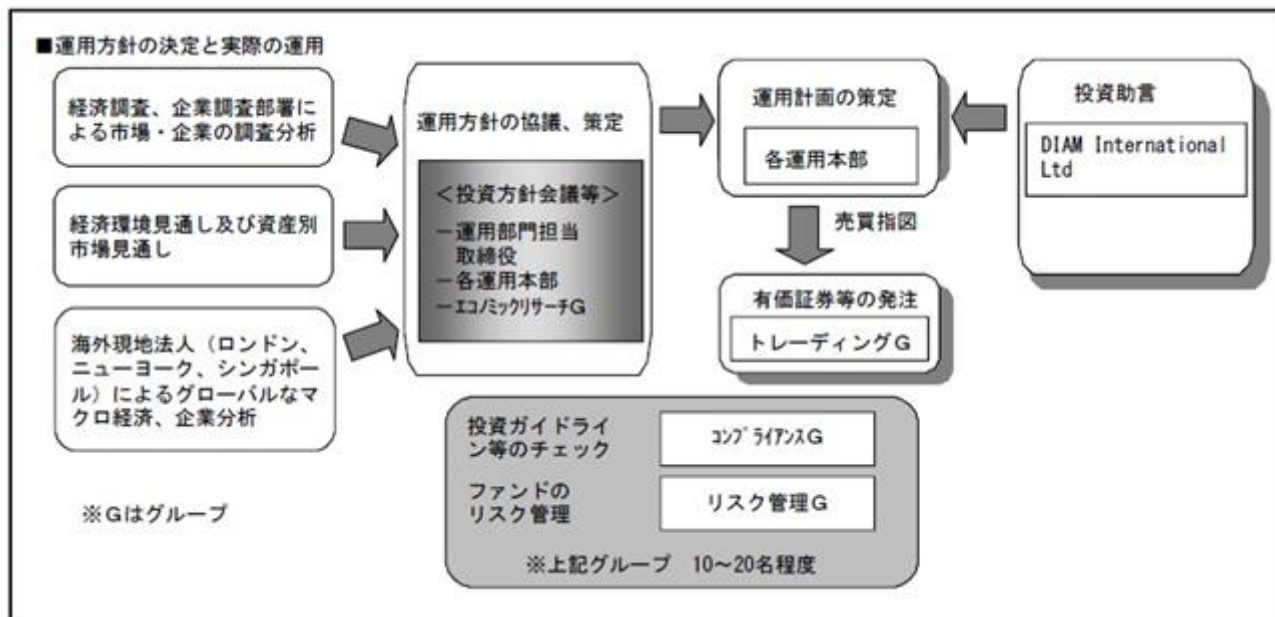 ■運用方針の決定と実際の運用
経済調査、企業調査部署に
よる市場・企業の調査分析
経済環境見通し及び資産別
市場見通し
海外現地法人（ロンドン、
ニューヨーク、シンガポー
ル）によるグローバルなマ
クロ経済、企業分析
※Gはグループ
運用方針の協議、策定
＜投資方針会議等＞
－運用部門担当
取締役
－各運用本部
－ｴｺﾉﾐｯｸﾘｻｰﾁG
運用計画の策定
各運用本部
売買指図
有価証券等の発注
トレーディングG
投資助言
DIAM International
Ltd
投資ガイドライ
ン等のチェック
ｺﾝﾌﾟﾗｲｱﾝｽG
ファンドの
リスク管理
リスク管理G
※上記グループ　10～20名程度